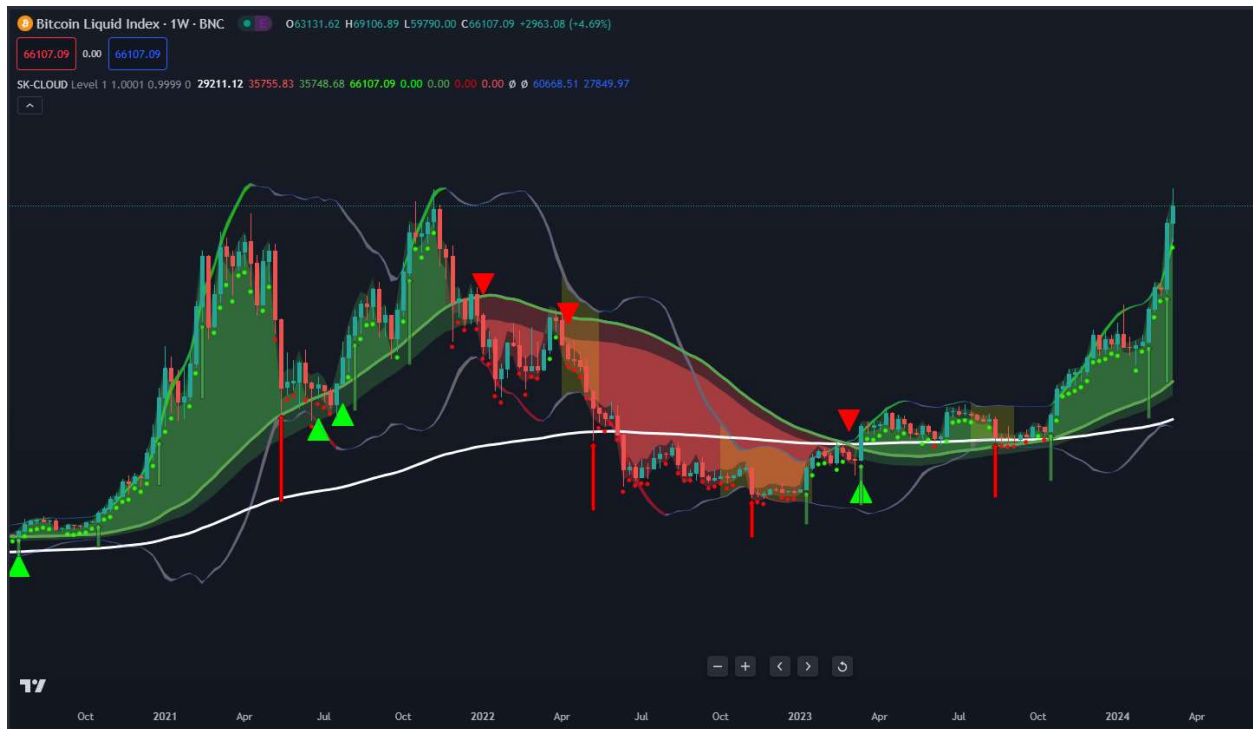 Bitcoin Liquid Index · 1W · BNC O63131.62 H69106.89 L59790.00 C66107.09 +2963.08 (+4.69%)
66107.09 0.00 66107.09
SK-CLOUD Level 1 1.0001 0.9999 0 29211.12 35755.83 35748.68 66107.09 0.00 0.00 0.00 0.00 Ø Ø 60668.51 27849.97
Oct 2021 Apr Jul Oct 2022 Apr Jul Oct 2023 Apr Jul Oct 2024 Apr